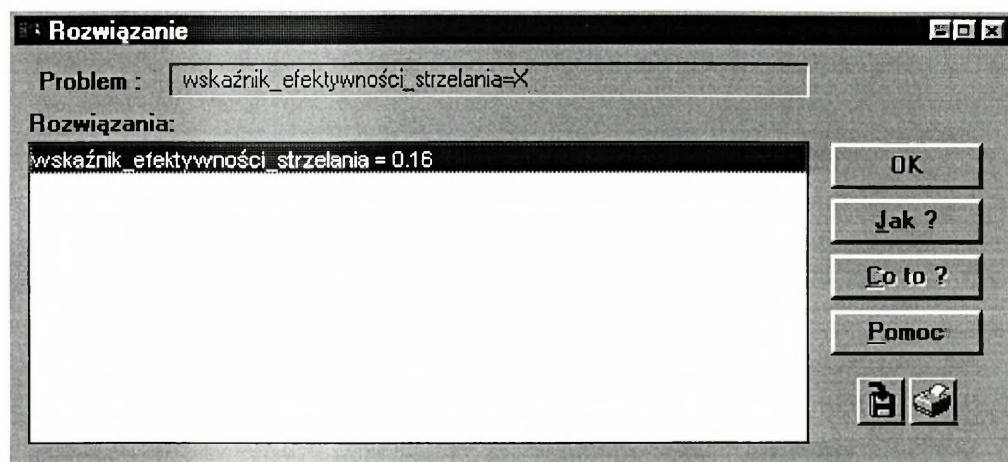 Rozwiązanie
Problem : wskaźnik_efektywności_strzelania=X
Rozwiązania:
wskaźnik_efektywności_strzelania = 0.16
OK
Jak ?
Co to ?
Pomoc